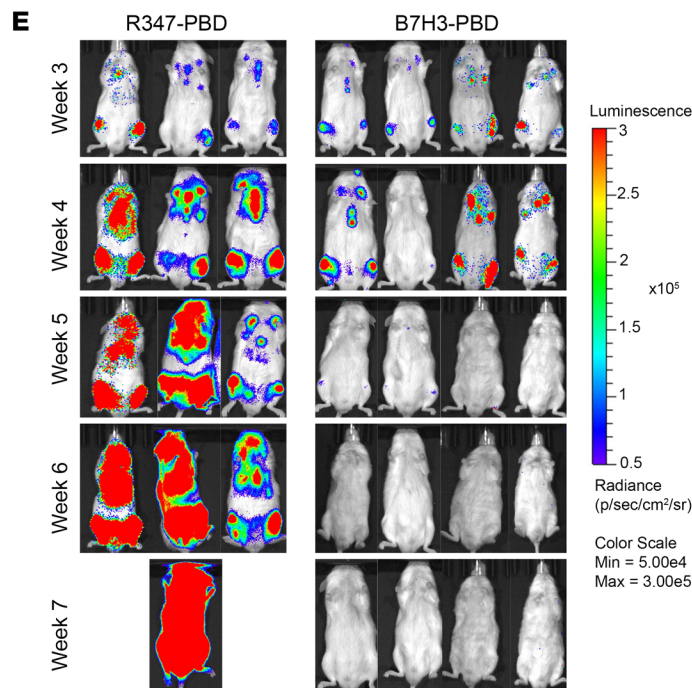 E
R347-PBD
B7H3-PBD
Week 3
Week 4
Week 5
Week 6
Week 7
Luminescence
3
2.5
2
x10⁵
1.5
1
0.5
Radiance
(p/sec/cm²/sr)
Color Scale
Min = 5.00e4
Max = 3.00e5